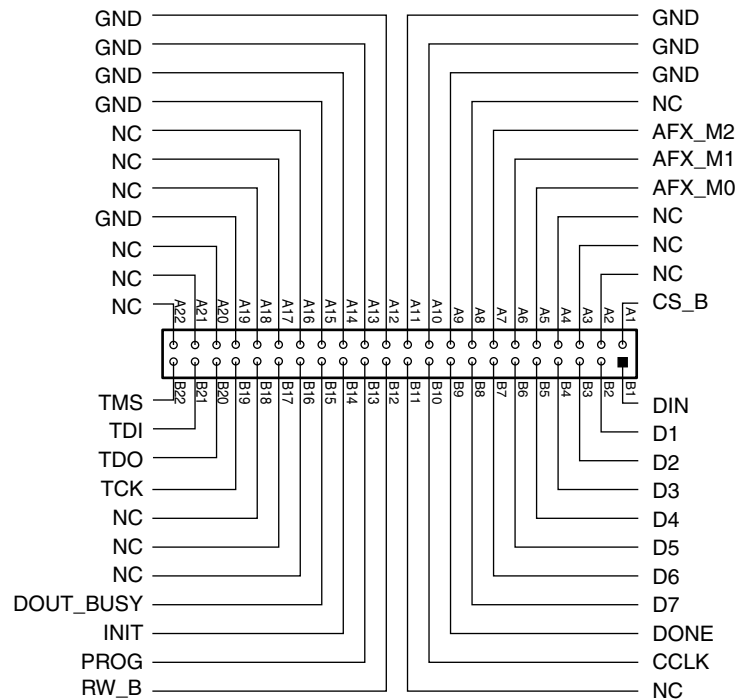 GND GND
GND GND
GND GND
GND NC
NC AFX_M2
NC AFX_M1
NC AFX_M0
GND NC
NC NC
NC NC
NC CS_B
A22 A21 A20 A19 A18 A17 A16 A15 A14 A13 A12 A11 A10 A9 A8 A7 A6 A5 A4 A3 A2 A1
B22 B21 B20 B19 B18 B17 B16 B15 B14 B13 B12 B11 B10 B9 B8 B7 B6 B5 B4 B3 B2 B1
TMS DIN
TDI D1
TDO D2
TCK D3
NC D4
NC D5
NC D6
DOUT_BUSY D7
INIT DONE
PROG CCLK
RW_B NC